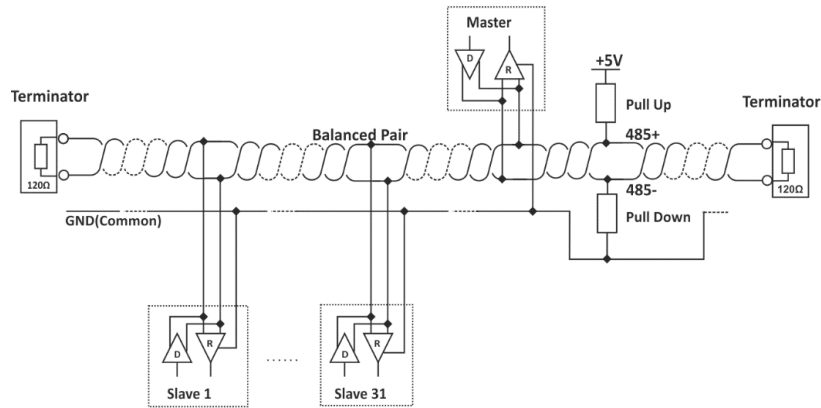 Master
D
R
+5V
Pull Up
Terminator
Terminator
Balanced Pair
485+
120Ω
120Ω
485-
Pull Down
GND(Common)
D
R
......
D
R
Slave 1
Slave 31